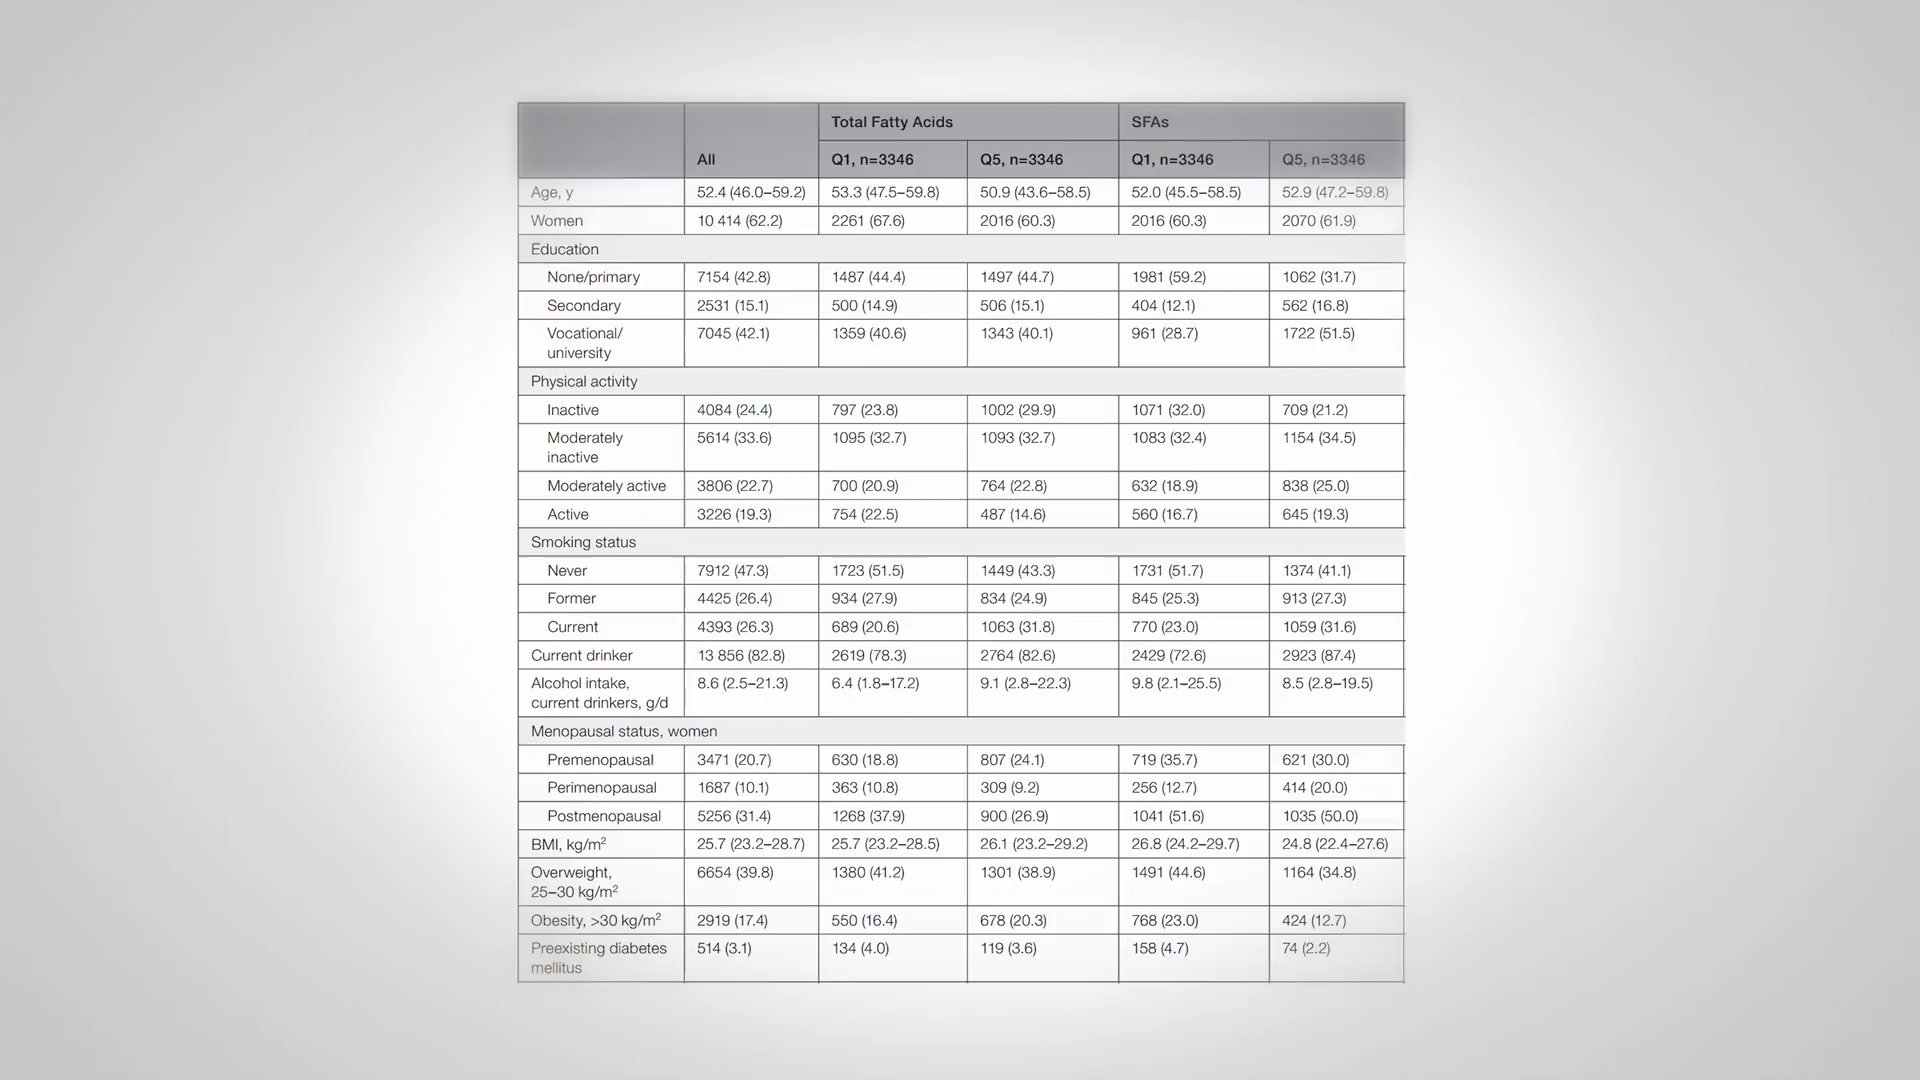 Total Fatty Acids SFAs
All Q1, n=3346 Q5, n=3346 Q1, n=3346 Q5, n=3346
Age, y 52.4 (46.0–59.2) 53.3 (47.5–59.8) 50.9 (43.6–58.5) 52.0 (45.5–58.5) 52.9 (47.2–59.8)
Women 10 414 (62.2) 2261 (67.6) 2016 (60.3) 2016 (60.3) 2070 (61.9)
Education
None/primary 7154 (42.8) 1487 (44.4) 1497 (44.7) 1981 (59.2) 1062 (31.7)
Secondary 2531 (15.1) 500 (14.9) 506 (15.1) 404 (12.1) 562 (16.8)
Vocational/ 7045 (42.1) 1359 (40.6) 1343 (40.1) 961 (28.7) 1722 (51.5)
university
Physical activity
Inactive 4084 (24.4) 797 (23.8) 1002 (29.9) 1071 (32.0) 709 (21.2)
Moderately 5614 (33.6) 1095 (32.7) 1093 (32.7) 1083 (32.4) 1154 (34.5)
inactive
Moderately active 3806 (22.7) 700 (20.9) 764 (22.8) 632 (18.9) 838 (25.0)
Active 3226 (19.3) 754 (22.5) 487 (14.6) 560 (16.7) 645 (19.3)
Smoking status
Never 7912 (47.3) 1723 (51.5) 1449 (43.3) 1731 (51.7) 1374 (41.1)
Former 4425 (26.4) 934 (27.9) 834 (24.9) 845 (25.3) 913 (27.3)
Current 4393 (26.3) 689 (20.6) 1063 (31.8) 770 (23.0) 1059 (31.6)
Current drinker 13 856 (82.8) 2619 (78.3) 2764 (82.6) 2429 (72.6) 2923 (87.4)
Alcohol intake, 8.6 (2.5–21.3) 6.4 (1.8–17.2) 9.1 (2.8–22.3) 9.8 (2.1–25.5) 8.5 (2.8–19.5)
current drinkers, g/d
Menopausal status, women
Premenopausal 3471 (20.7) 630 (18.8) 807 (24.1) 719 (35.7) 621 (30.0)
Perimenopausal 1687 (10.1) 363 (10.8) 309 (9.2) 256 (12.7) 414 (20.0)
Postmenopausal 5256 (31.4) 1268 (37.9) 900 (26.9) 1041 (51.6) 1035 (50.0)
BMI, kg/m² 25.7 (23.2–28.7) 25.7 (23.2–28.5) 26.1 (23.2–29.2) 26.8 (24.2–29.7) 24.8 (22.4–27.6)
Overweight, 6654 (39.8) 1380 (41.2) 1301 (38.9) 1491 (44.6) 1164 (34.8)
25–30 kg/m²
Obesity, >30 kg/m² 2919 (17.4) 550 (16.4) 678 (20.3) 768 (23.0) 424 (12.7)
Preexisting diabetes 514 (3.1) 134 (4.0) 119 (3.6) 158 (4.7) 74 (2.2)
mellitus